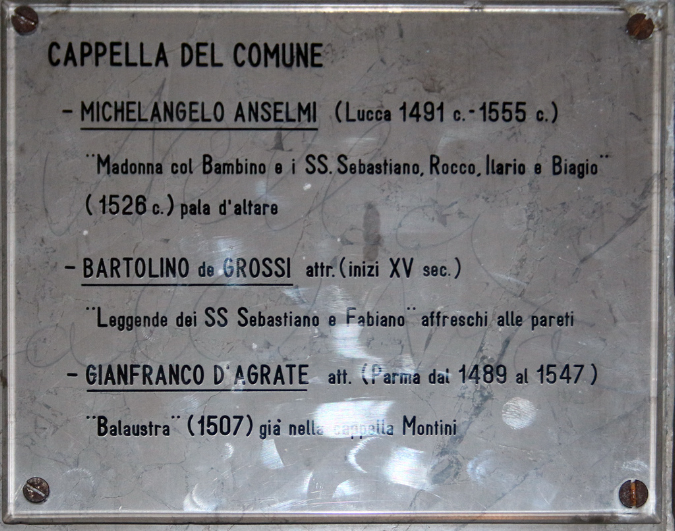 CAPPELLA DEL COMUNE
- MICHELANGELO ANSELMI (Lucca 1491 c.-1555 c.)
"Madonna col Bambino e i SS. Sebastiano, Rocco, Ilario e Biagio"
(1526 c.) pala d'altare
- BARTOLINO de GROSSI attr. (inizi XV sec.)
"Leggende dei SS Sebastiano e Fabiano" affreschi alle pareti
- GIANFRANCO D'AGRATE att. (Parma dal 1489 al 1547)
"Balaustra" (1507) già nella cappella Montini